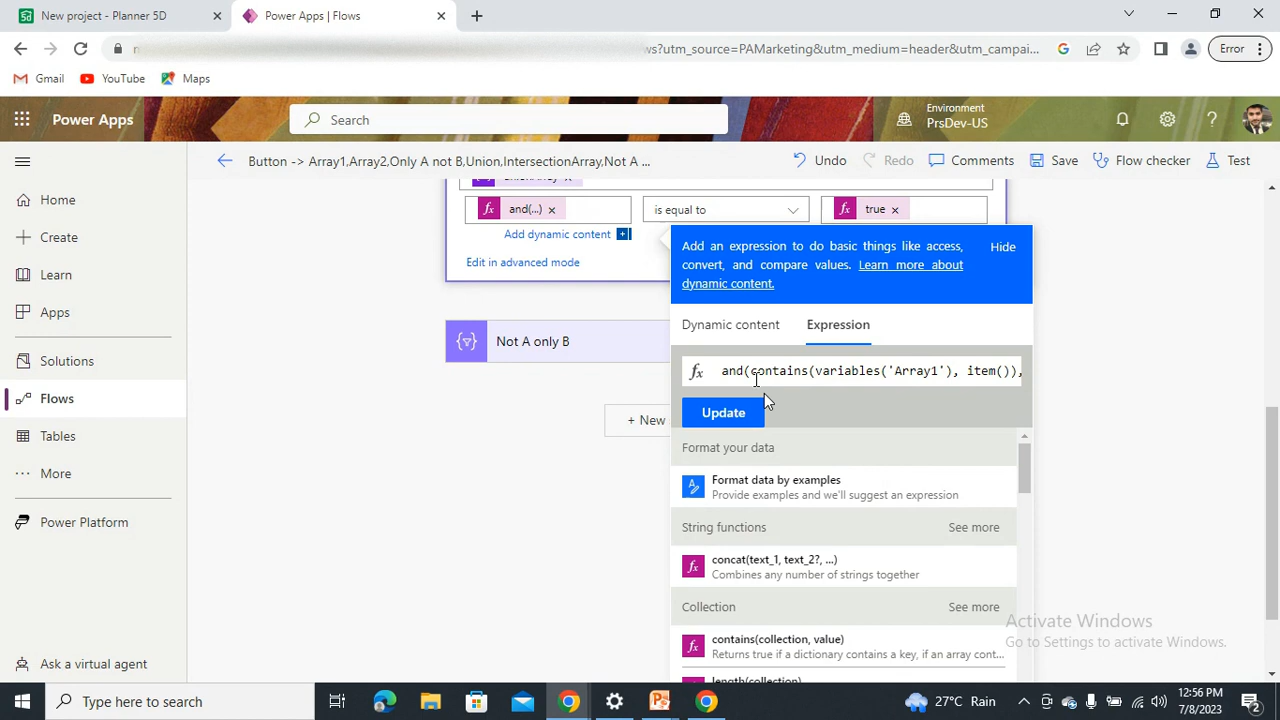 New project - Planner 5D
Power Apps | Flows
ws?utm_source=PAMarketing&utm_medium=header&utm_campai...
Error
Gmail
YouTube
Maps
Power Apps
Search
Environment
PrsDev-US
Button -> Array1,Array2,Only A not B,Union,IntersectionArray,Not A ...
Undo
Redo
Comments
Save
Flow checker
Test
Home
Create
Learn
Apps
Solutions
Flows
Tables
More
Power Platform
Ask a virtual agent
and(...)
is equal to
true
Add dynamic content
Edit in advanced mode
Not A only B
+ New
Add an expression to do basic things like access,
convert, and compare values. Learn more about
dynamic content.
Hide
Dynamic content
Expression
fx
and(contains(variables('Array1'), item()),
Update
Format your data
Format data by examples
Provide examples and we'll suggest an expression
String functions
See more
concat(text_1, text_2?, ...)
Combines any number of strings together
Collection
See more
contains(collection, value)
Returns true if a dictionary contains a key, if an array cont...
length(collection)
Activate Windows
Go to Settings to activate Windows.
Type here to search
27°C Rain
12:56 PM
7/8/2023
2